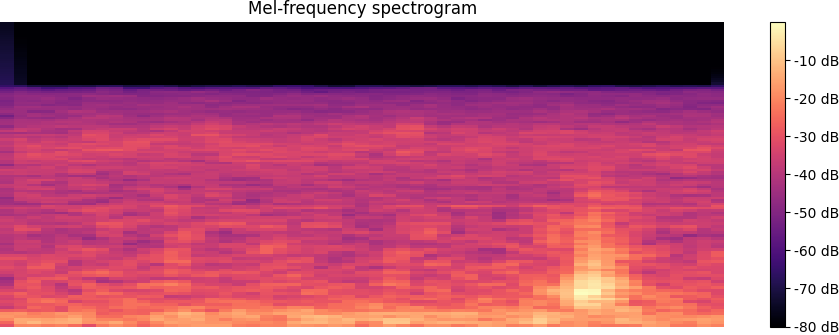 Mel-frequency spectrogram
-10 dB
-20 dB
-30 dB
-40 dB
-50 dB
-60 dB
-70 dB
-80 dB